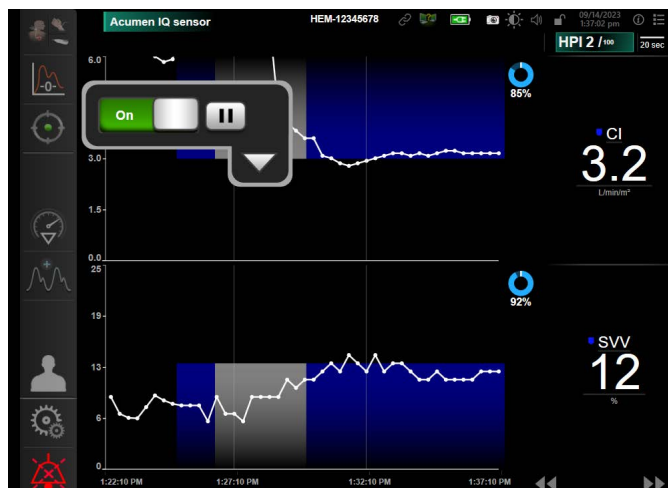 Acumen IQ sensor
HEM-12345678
09/14/2023
1:37:02 pm
HPI 2 /100
20 sec
-0-
On
6.0
3.0
1.5
0.0
85%
CI
3.2
L/min/m²
25
19
13
6
0
92%
SVV
12
%
1:22:10 PM
1:27:10 PM
1:32:10 PM
1:37:10 PM